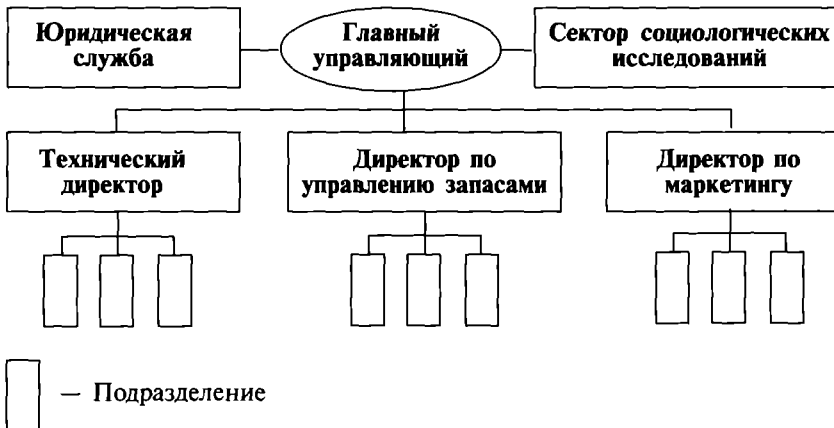 Юридическая
служба
Главный
управляющий
Сектор социологических
исследований
Технический
директор
Директор по
управлению запасами
Директор по
маркетингу
— Подразделение